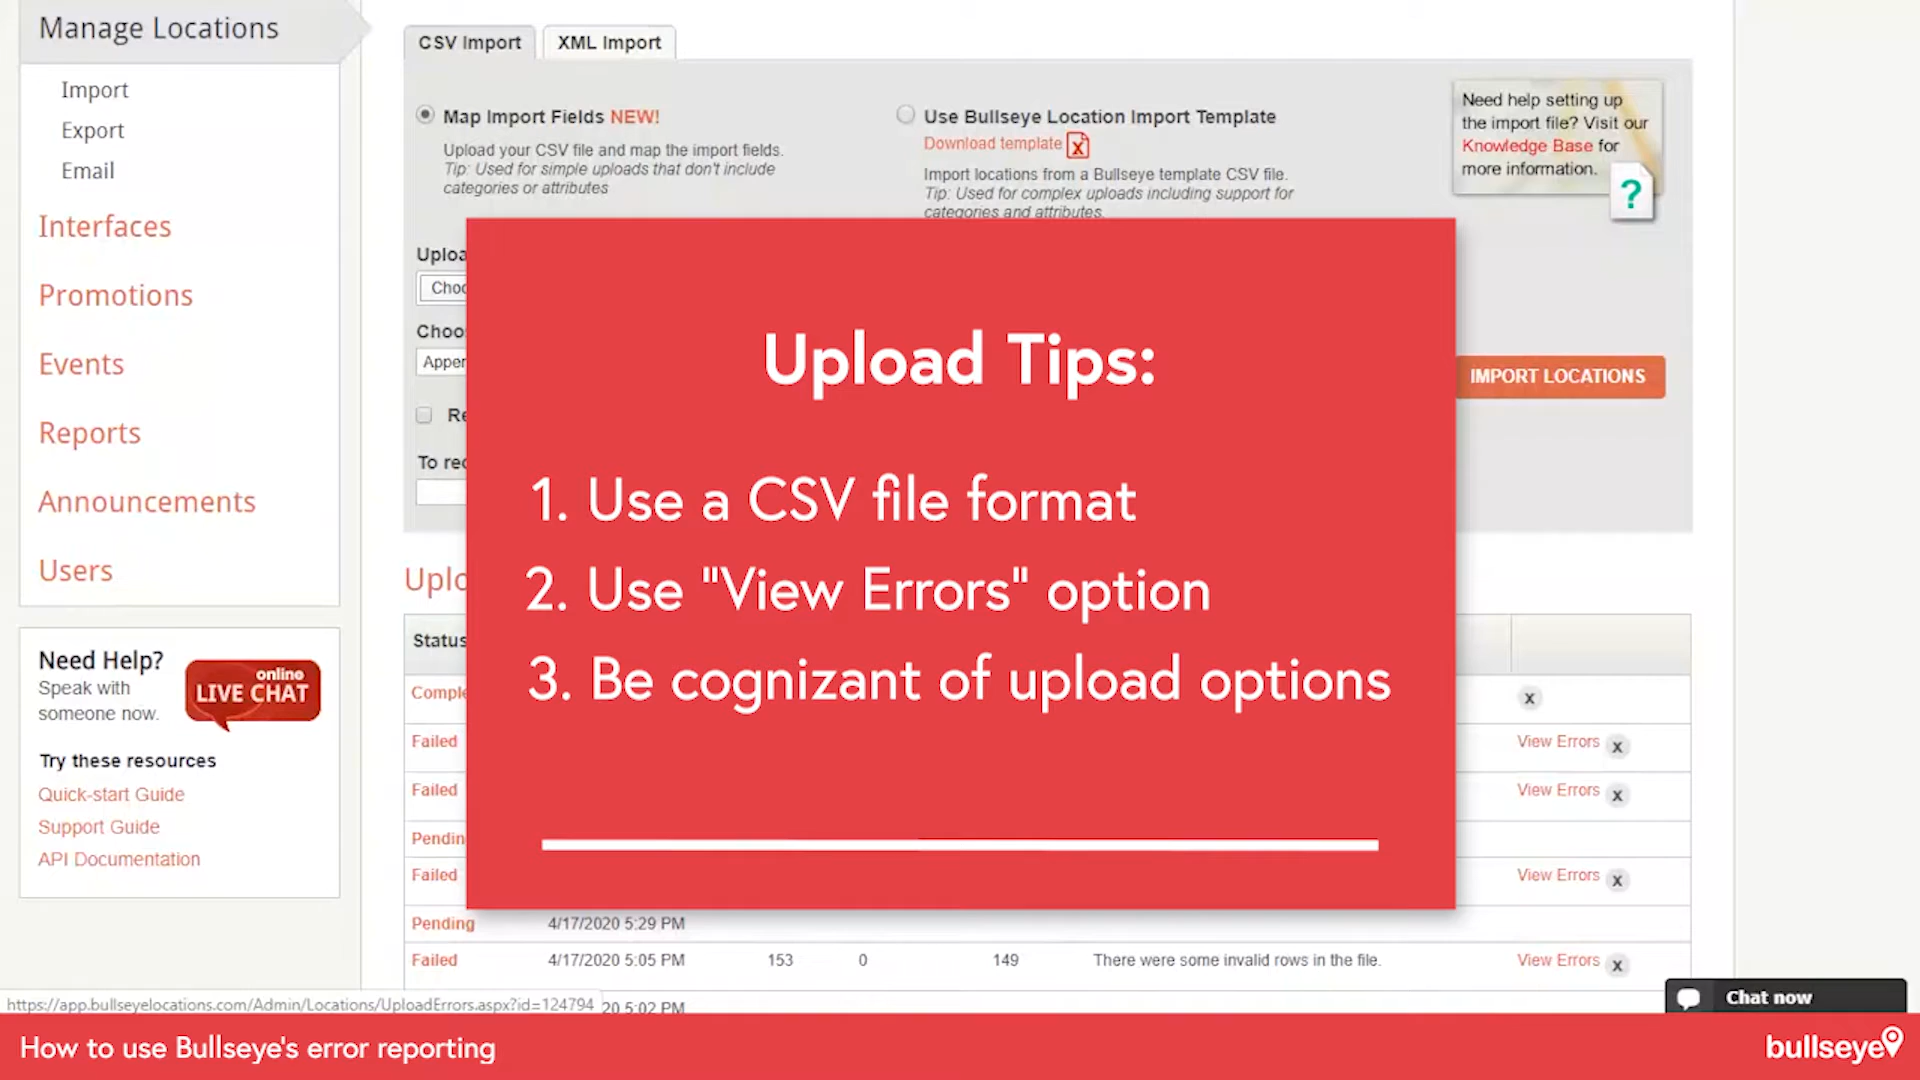 Manage Locations
Import
Export
Email
Interfaces
Promotions
Events
Reports
Announcements
Users
Need Help?
Speak with
someone now.
online
LIVE CHAT
Try these resources
Quick-start Guide
Support Guide
API Documentation
CSV Import
XML Import
Map Import Fields NEW!
Upload your CSV file and map the import fields.
Tip: Used for simple uploads that don't include
categories or attributes
Use Bullseye Location Import Template
Download template
Import locations from a Bullseye template CSV file.
Tip: Used for complex uploads including support for
categories and attributes.
Need help setting up
the import file? Visit our
Knowledge Base for
more information.
?
IMPORT LOCATIONS
Upload Tips:
1. Use a CSV file format
2. Use "View Errors" option
3. Be cognizant of upload options
Status
x
Failed
View Errors x
Failed
View Errors x
Failed
View Errors x
Pending 4/17/2020 5:29 PM
Failed 4/17/2020 5:05 PM 153 0 149 There were some invalid rows in the file. View Errors x
20 5:02 PM
https://app.bullseyelocations.com/Admin/Locations/UploadErrors.aspx?id=124794
Chat now
How to use Bullseye's error reporting
bullseye